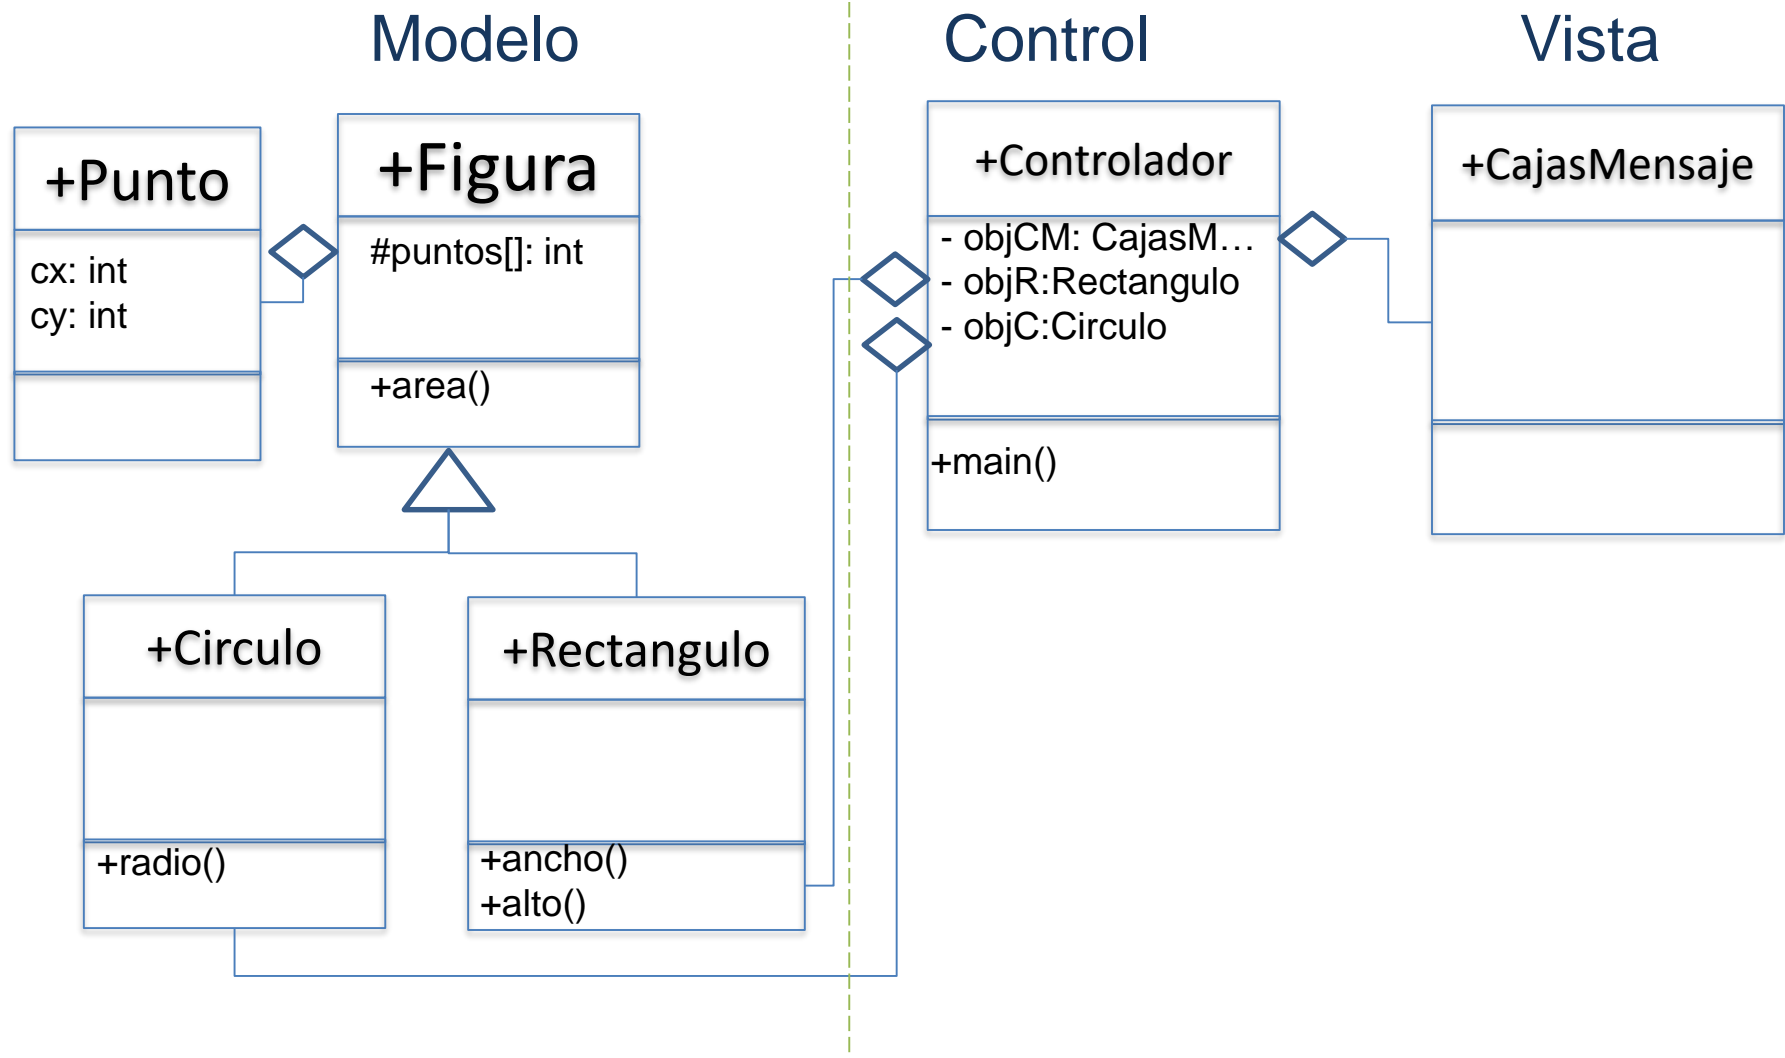 Modelo
Control
Vista
+Punto
cx: int
cy: int
+Figura
#puntos[]: int
+area()
+Circulo
+radio()
+Rectangulo
+ancho()
+alto()
+Controlador
- objCM: CajasM...
- objR:Rectangulo
- objC:Circulo
+main()
+CajasMensaje